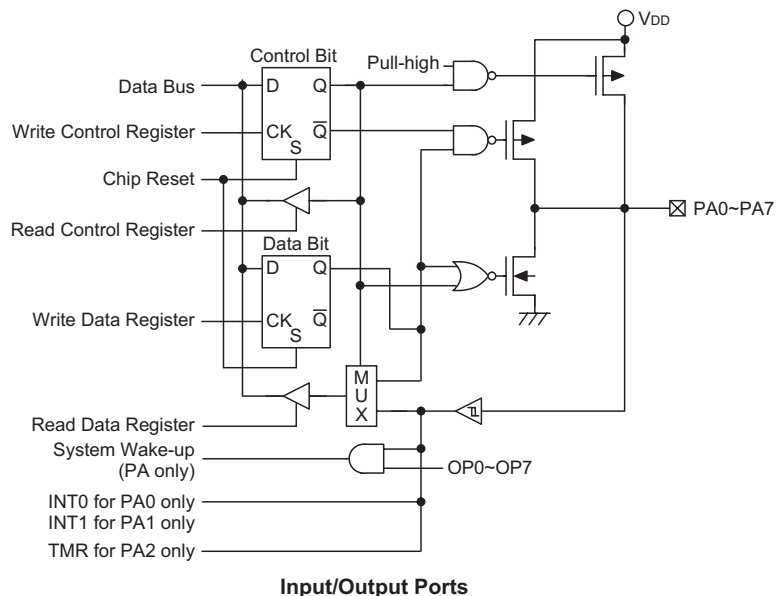 VDD
Control Bit
Pull-high
Data Bus
D
Q
Write Control Register
CK
Q
S
Chip Reset
PA0~PA7
Read Control Register
Data Bit
D
Q
Write Data Register
CK
Q
S
M
U
X
Read Data Register
System Wake-up
(PA only)
OP0~OP7
INT0 for PA0 only
INT1 for PA1 only
TMR for PA2 only
Input/Output Ports